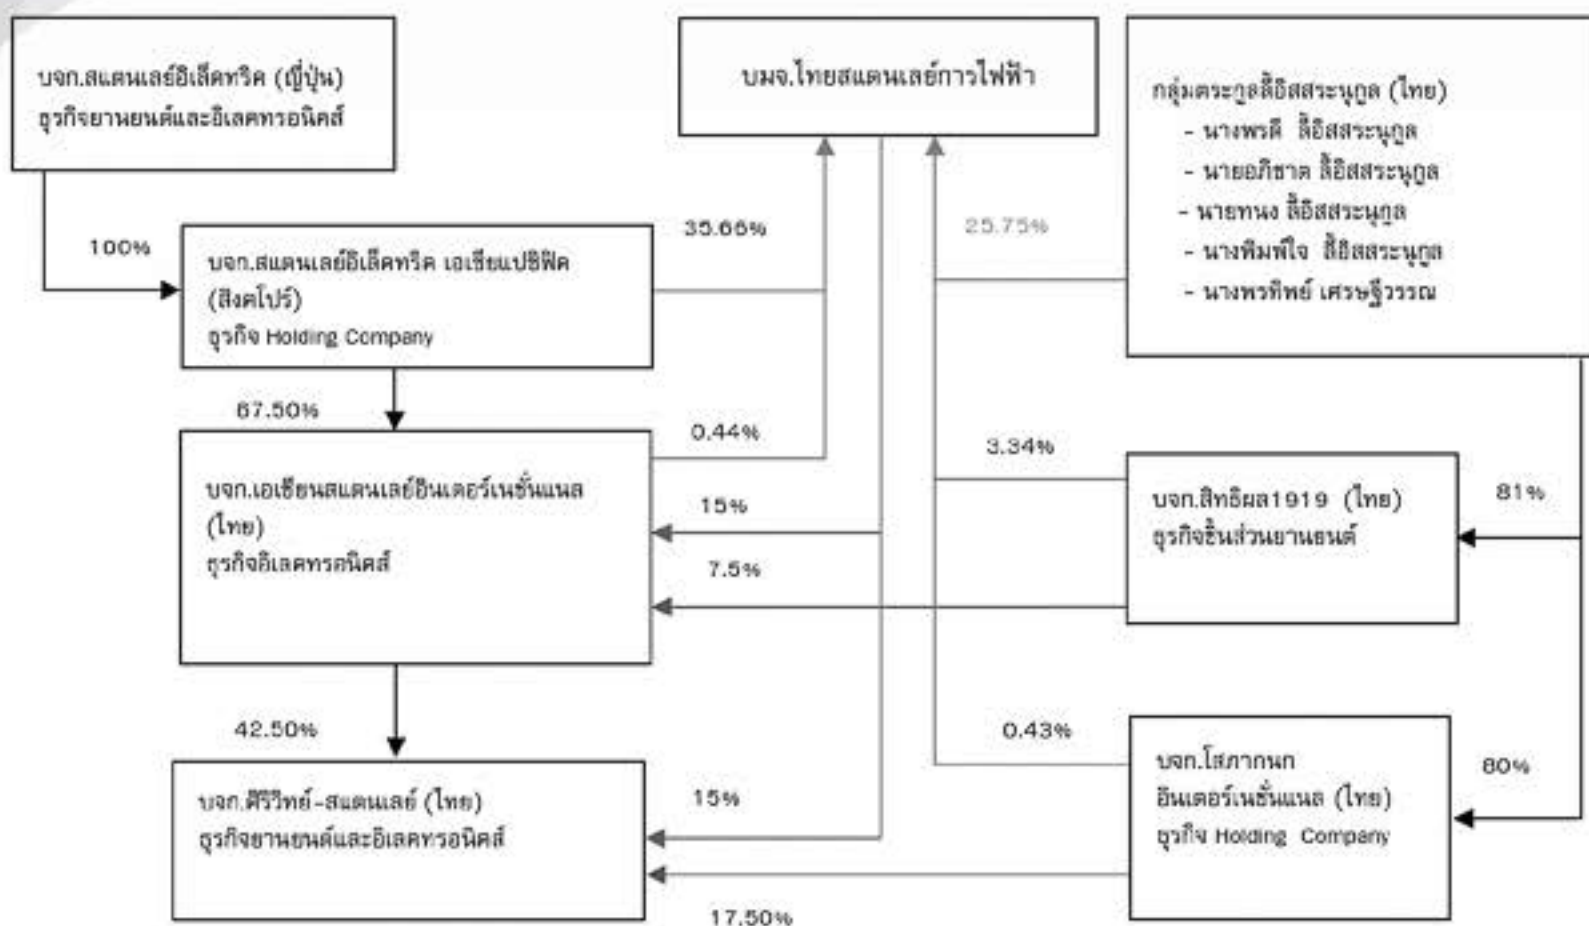 บจก.สแตนเลย์อิเล็คทริค (ญี่ปุ่น)
ธุรกิจยานยนต์และอิเลคทรอนิคส์
บมจ.ไทยสแตนเลย์การไฟฟ้า
กลุ่มตระกูลลี้อิสสระนุกูล (ไทย)
- นางพรดี ลี้อิสสระนุกูล
- นายอภิชาต ลี้อิสสระนุกูล
- นายทนง ลี้อิสสระนุกูล
- นางพิมพ์ใจ ลี้อิสสระนุกูล
- นางพรทิพย์ เศรษฐีวรรณ
100%
35.66%
25.75%
บจก.สแตนเลย์อิเล็คทริค เอเชียแปซิฟิค
(สิงคโปร์)
ธุรกิจ Holding Company
67.50%
0.44%
3.34%
บจก.เอเชียนสแตนเลย์อินเตอร์เนชั่นแนล
(ไทย)
ธุรกิจอิเลคทรอนิคส์
15%
7.5%
บจก.สิทธิผล1919 (ไทย)
ธุรกิจชิ้นส่วนยานยนต์
81%
42.50%
0.43%
บจก.ศิริวิทย์-สแตนเลย์ (ไทย)
ธุรกิจยานยนต์และอิเลคทรอนิคส์
15%
17.50%
บจก.โสภากนก
อินเตอร์เนชั่นแนล (ไทย)
ธุรกิจ Holding Company
80%